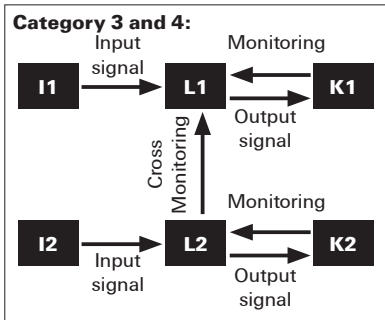 Category 3 and 4:
Input
signal
Monitoring
I1
L1
K1
Output
signal
Cross
Monitoring
Monitoring
I2
L2
K2
Input
signal
Output
signal